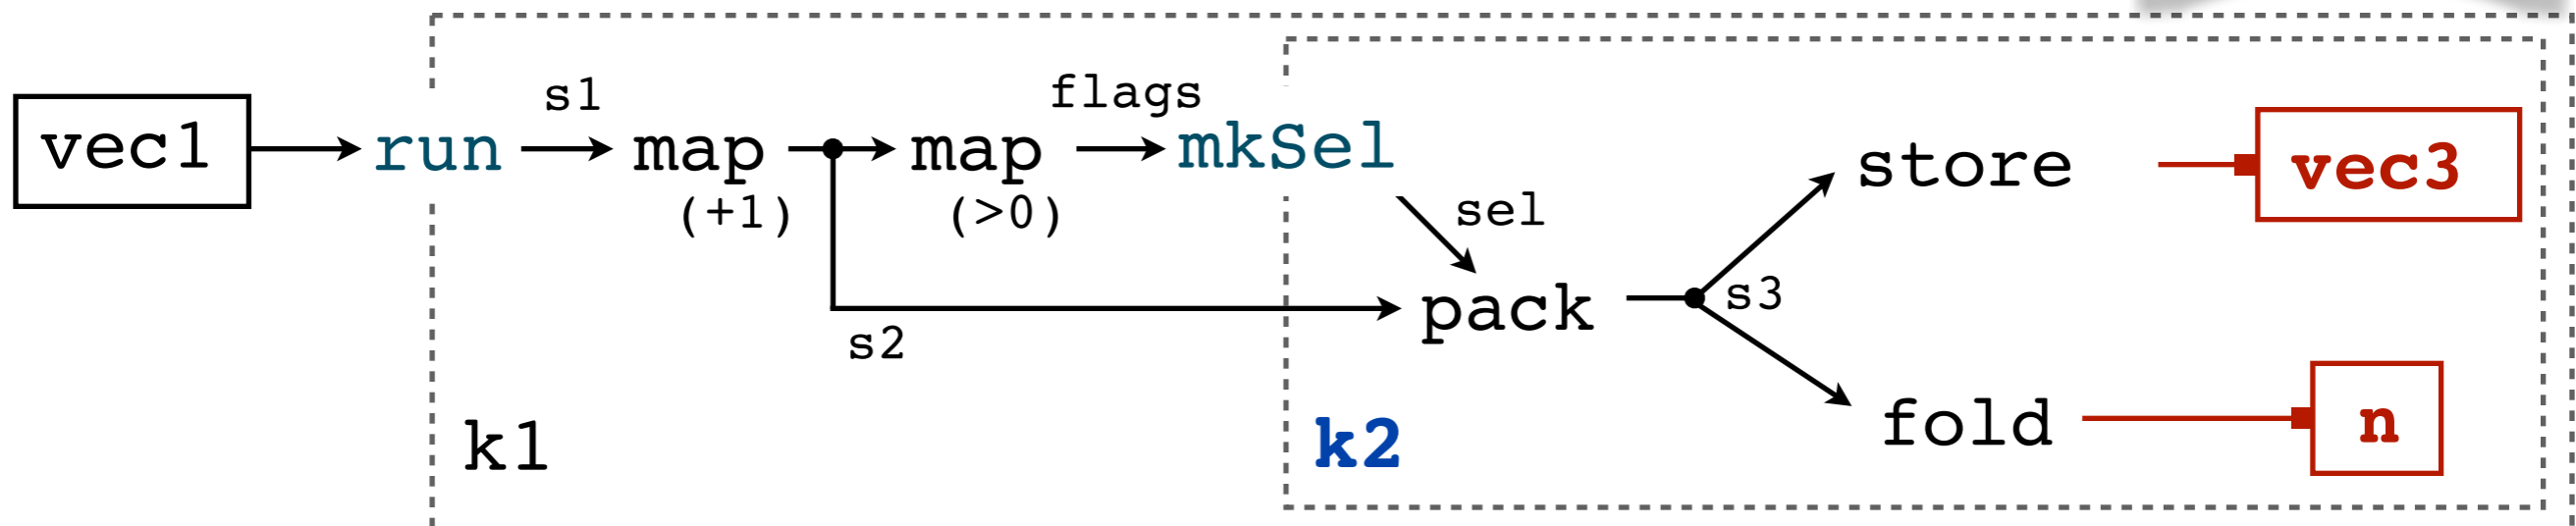 s1
flags
vec1
run
map
map
mkSel
store
vec3
(+1)
(>0)
sel
pack
s3
s2
k1
k2
fold
n